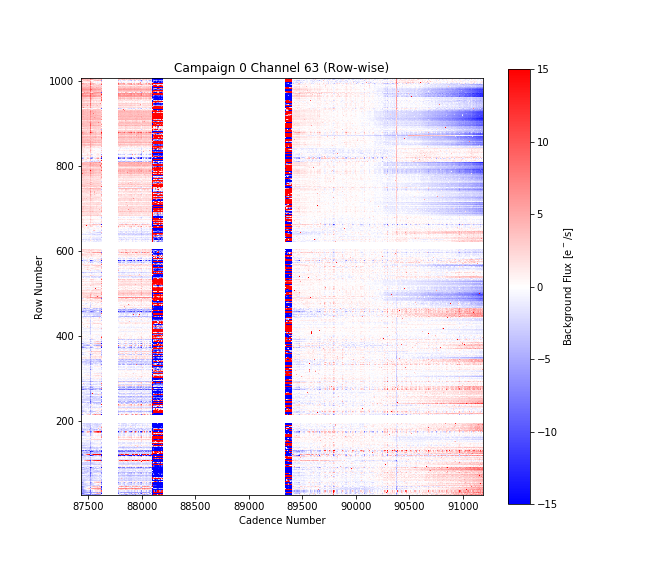 Campaign 0 Channel 63 (Row-wise)
1000
800
600
400
200
Row Number
87500 88000 88500 89000 89500 90000 90500 91000
Cadence Number
15
10
5
0
−5
−10
−15
Background Flux [e⁻/s]